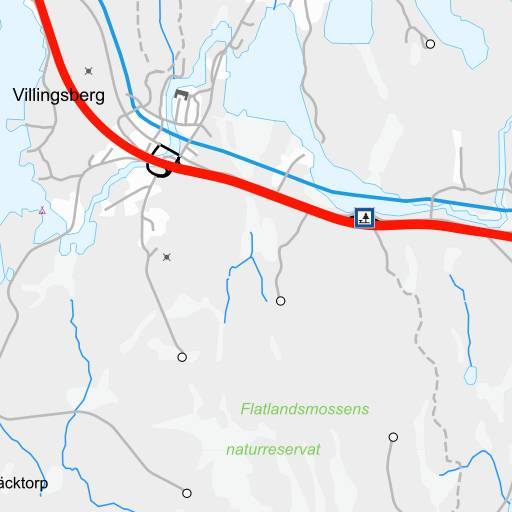 Villingsberg
Flatlandsmossens
naturreservat
äcktorp